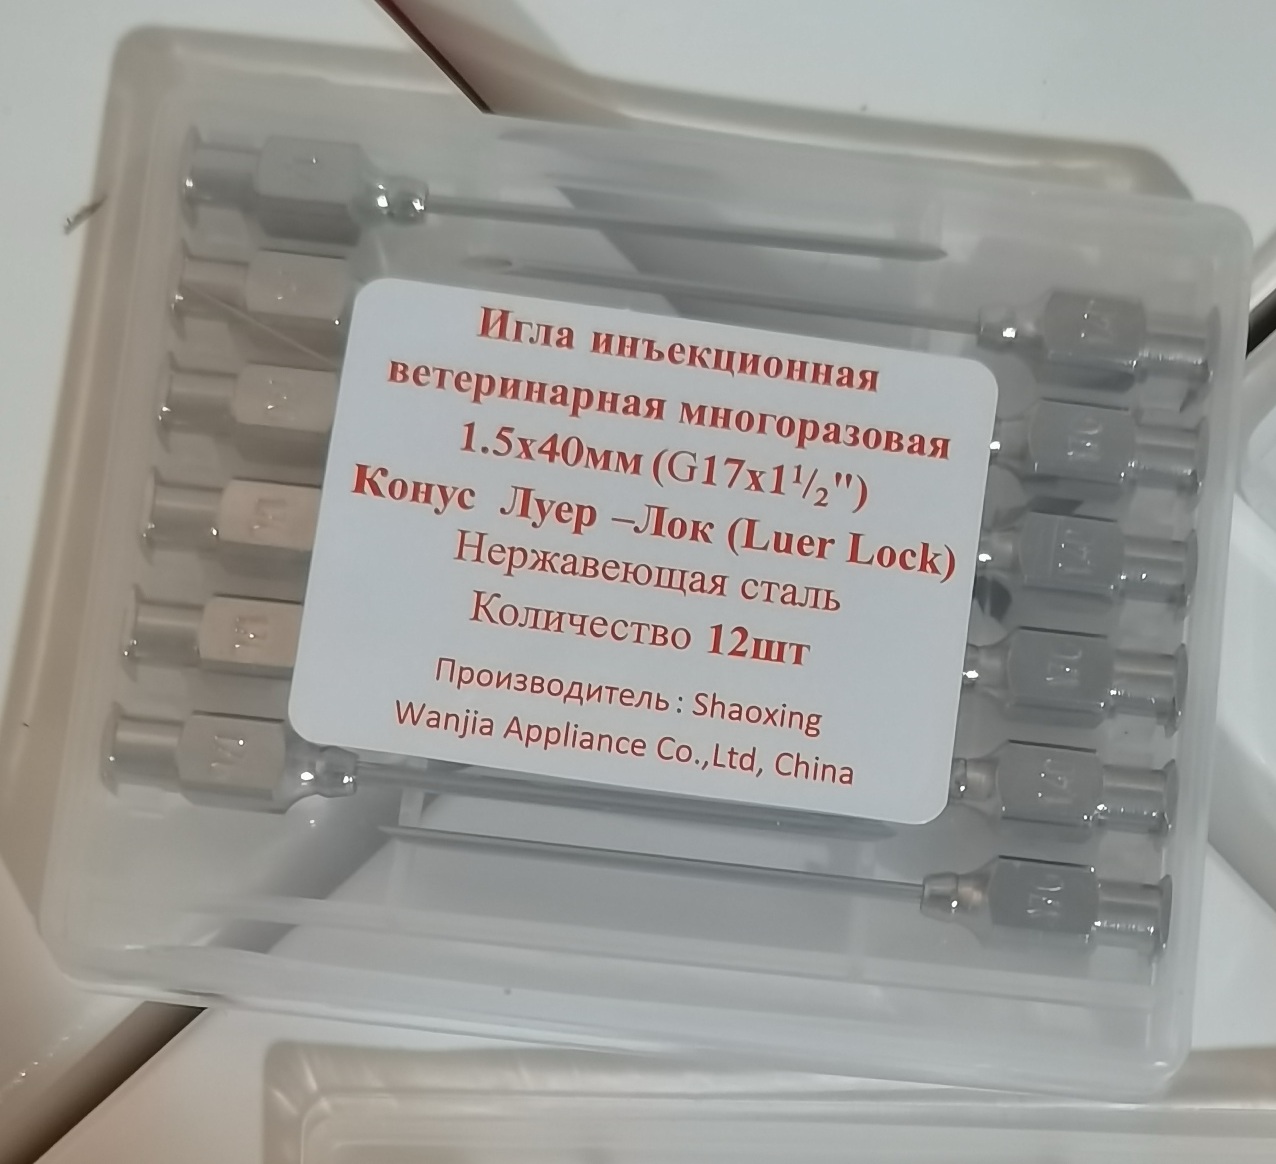 Игла инъекционная
ветеринарная многоразовая
1.5х40мм (G17x1¹/₂")
Конус Луер –Лок (Luer Lock)
Нержавеющая сталь
Количество 12шт
Производитель : Shaoxing
Wanjia Appliance Co.,Ltd, China